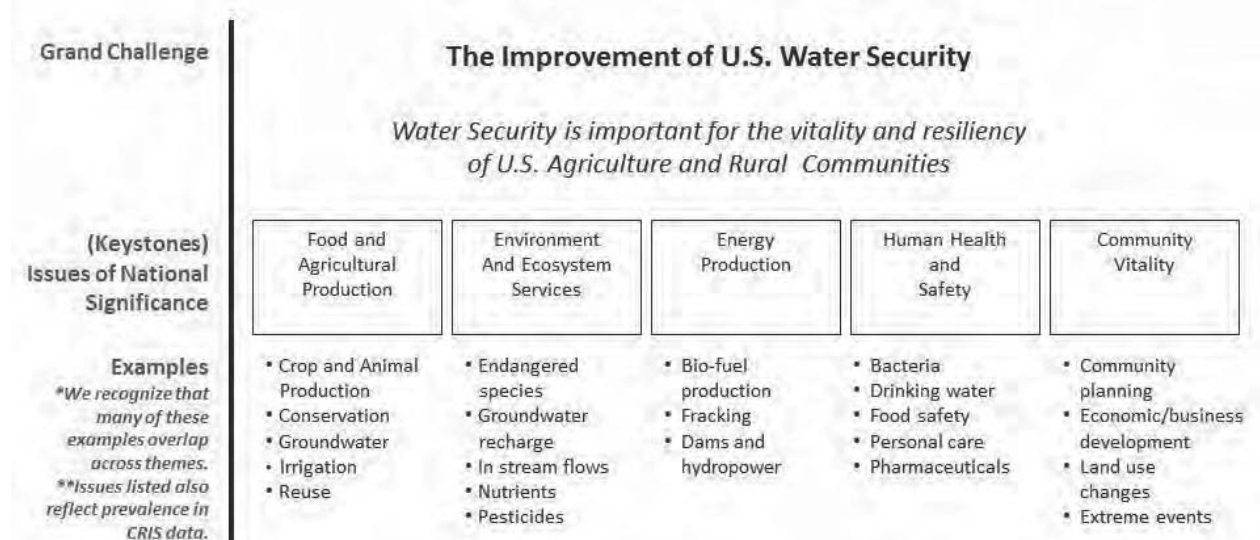 Grand Challenge
The Improvement of U.S. Water Security
Water Security is important for the vitality and resiliency
of U.S. Agriculture and Rural Communities
(Keystones)
Issues of National
Significance
Food and
Agricultural
Production
Environment
And Ecosystem
Services
Energy
Production
Human Health
and
Safety
Community
Vitality
Examples
*We recognize that
many of these
examples overlap
across themes.
**Issues listed also
reflect prevalence in
CRIS data.
• Crop and Animal
Production
• Conservation
• Groundwater
• Irrigation
• Reuse
• Endangered
species
• Groundwater
recharge
• In stream flows
• Nutrients
• Pesticides
• Bio-fuel
production
• Fracking
• Dams and
hydropower
• Bacteria
• Drinking water
• Food safety
• Personal care
• Pharmaceuticals
• Community
planning
• Economic/business
development
• Land use
changes
• Extreme events